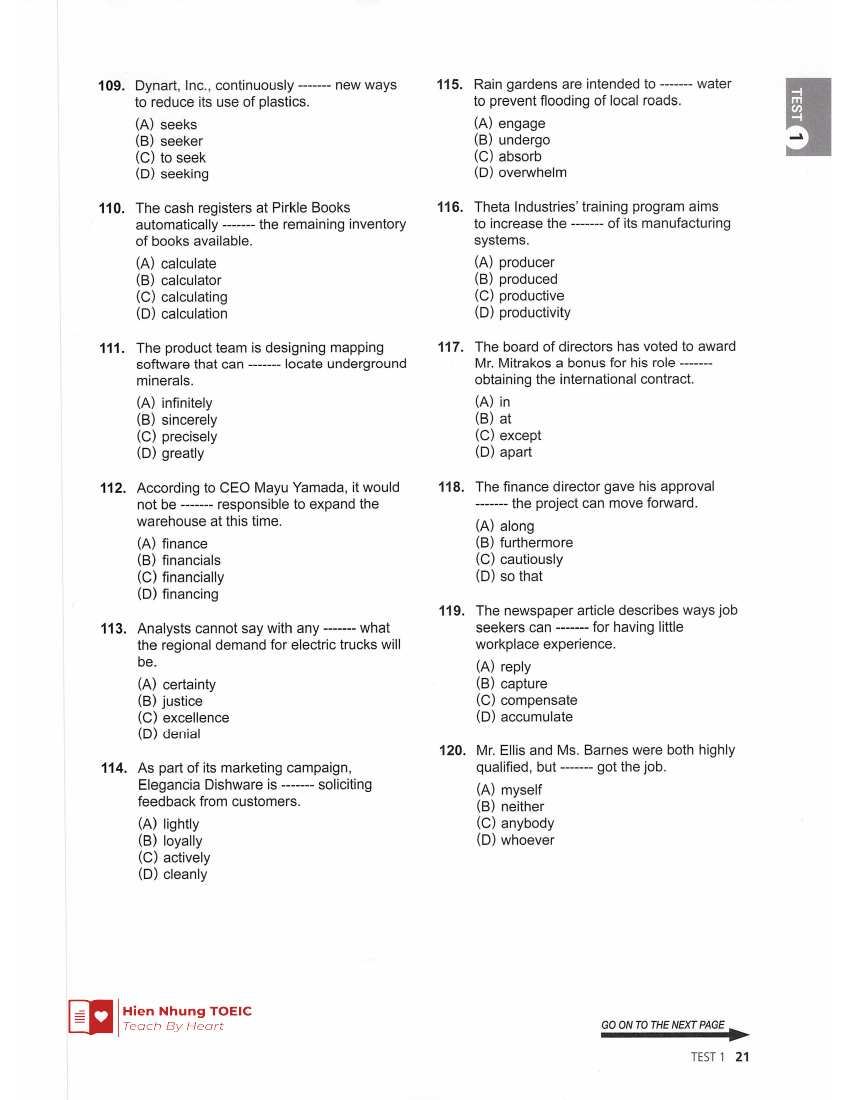 109. Dynart, Inc., continuously ------- new ways
to reduce its use of plastics.
(A) seeks
(B) seeker
(C) to seek
(D) seeking
110. The cash registers at Pirkle Books
automatically ------- the remaining inventory
of books available.
(A) calculate
(B) calculator
(C) calculating
(D) calculation
111. The product team is designing mapping
software that can ------- locate underground
minerals.
(A) infinitely
(B) sincerely
(C) precisely
(D) greatly
112. According to CEO Mayu Yamada, it would
not be ------- responsible to expand the
warehouse at this time.
(A) finance
(B) financials
(C) financially
(D) financing
113. Analysts cannot say with any ------- what
the regional demand for electric trucks will
be.
(A) certainty
(B) justice
(C) excellence
(D) denial
114. As part of its marketing campaign,
Elegancia Dishware is ------- soliciting
feedback from customers.
(A) lightly
(B) loyally
(C) actively
(D) cleanly
115. Rain gardens are intended to ------- water
to prevent flooding of local roads.
(A) engage
(B) undergo
(C) absorb
(D) overwhelm
116. Theta Industries' training program aims
to increase the ------- of its manufacturing
systems.
(A) producer
(B) produced
(C) productive
(D) productivity
117. The board of directors has voted to award
Mr. Mitrakos a bonus for his role -------
obtaining the international contract.
(A) in
(B) at
(C) except
(D) apart
118. The finance director gave his approval
------- the project can move forward.
(A) along
(B) furthermore
(C) cautiously
(D) so that
119. The newspaper article describes ways job
seekers can ------- for having little
workplace experience.
(A) reply
(B) capture
(C) compensate
(D) accumulate
120. Mr. Ellis and Ms. Barnes were both highly
qualified, but ------- got the job.
(A) myself
(B) neither
(C) anybody
(D) whoever
TEST 1
Hien Nhung TOEIC
Teach By Heart
GO ON TO THE NEXT PAGE
TEST 1 21